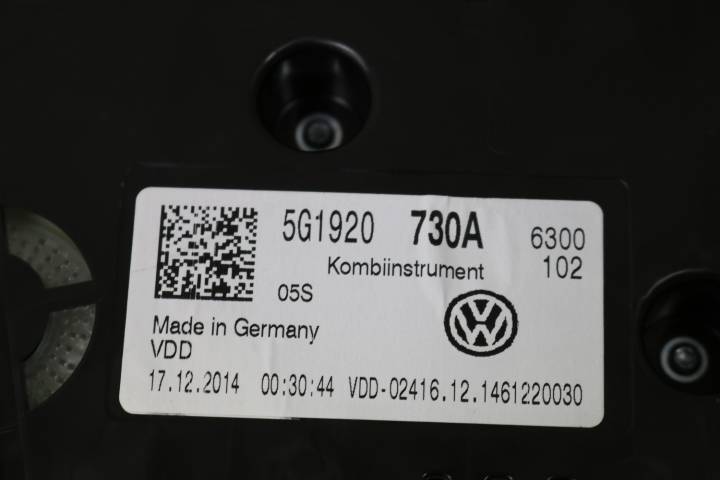 5G1920 730A 6300
Kombiinstrument 102
05S
Made in Germany
VDD
17.12.2014 00:30:44 VDD-02416.12.1461220030